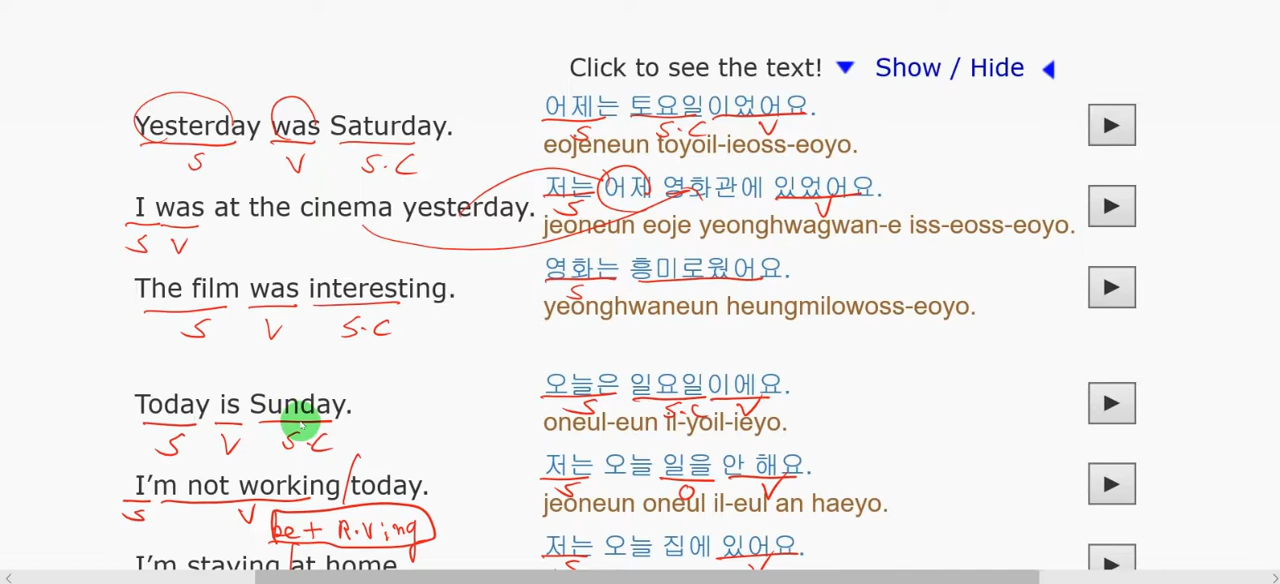 Click to see the text! Show / Hide
Yesterday was Saturday.
S V S.C
어제는 토요일이었어요.
S S.C V
eojeneun toyoil-ieoss-eoyo.
I was at the cinema yesterday.
S V
저는 어제 영화관에 있었어요.
S V
jeoneun eoje yeonghwagwan-e iss-eoss-eoyo.
The film was interesting.
S V S.C
영화는 흥미로웠어요.
S
yeonghwaneun heungmilowoss-eoyo.
Today is Sunday.
S V S.C
오늘은 일요일이에요.
S S.C V
oneul-eun il-yoil-ieyo.
I'm not working today.
S V
be + R.V ing
저는 오늘 일을 안 해요.
S O V
jeoneun oneul il-eul an haeyo.
I'm staying at home
저는 오늘 집에 있어요.
S V